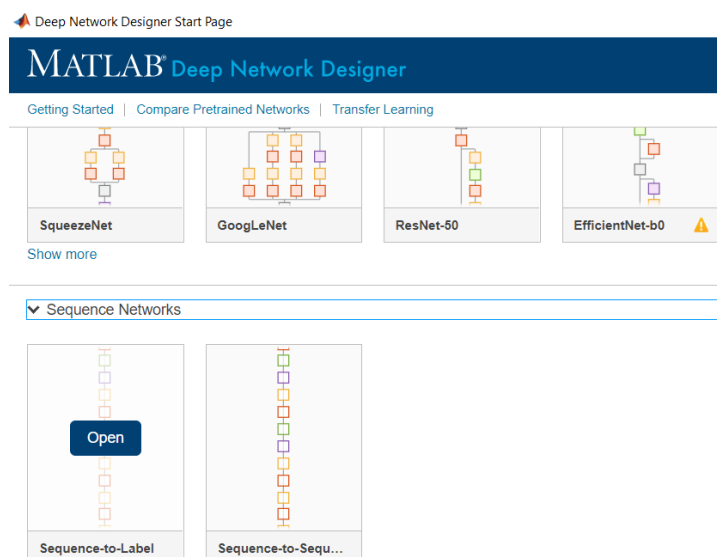 Deep Network Designer Start Page
MATLAB® Deep Network Designer
Getting Started | Compare Pretrained Networks | Transfer Learning
SqueezeNet GoogLeNet ResNet-50 EfficientNet-b0
Show more
Sequence Networks
Open
Sequence-to-Label Sequence-to-Sequ...